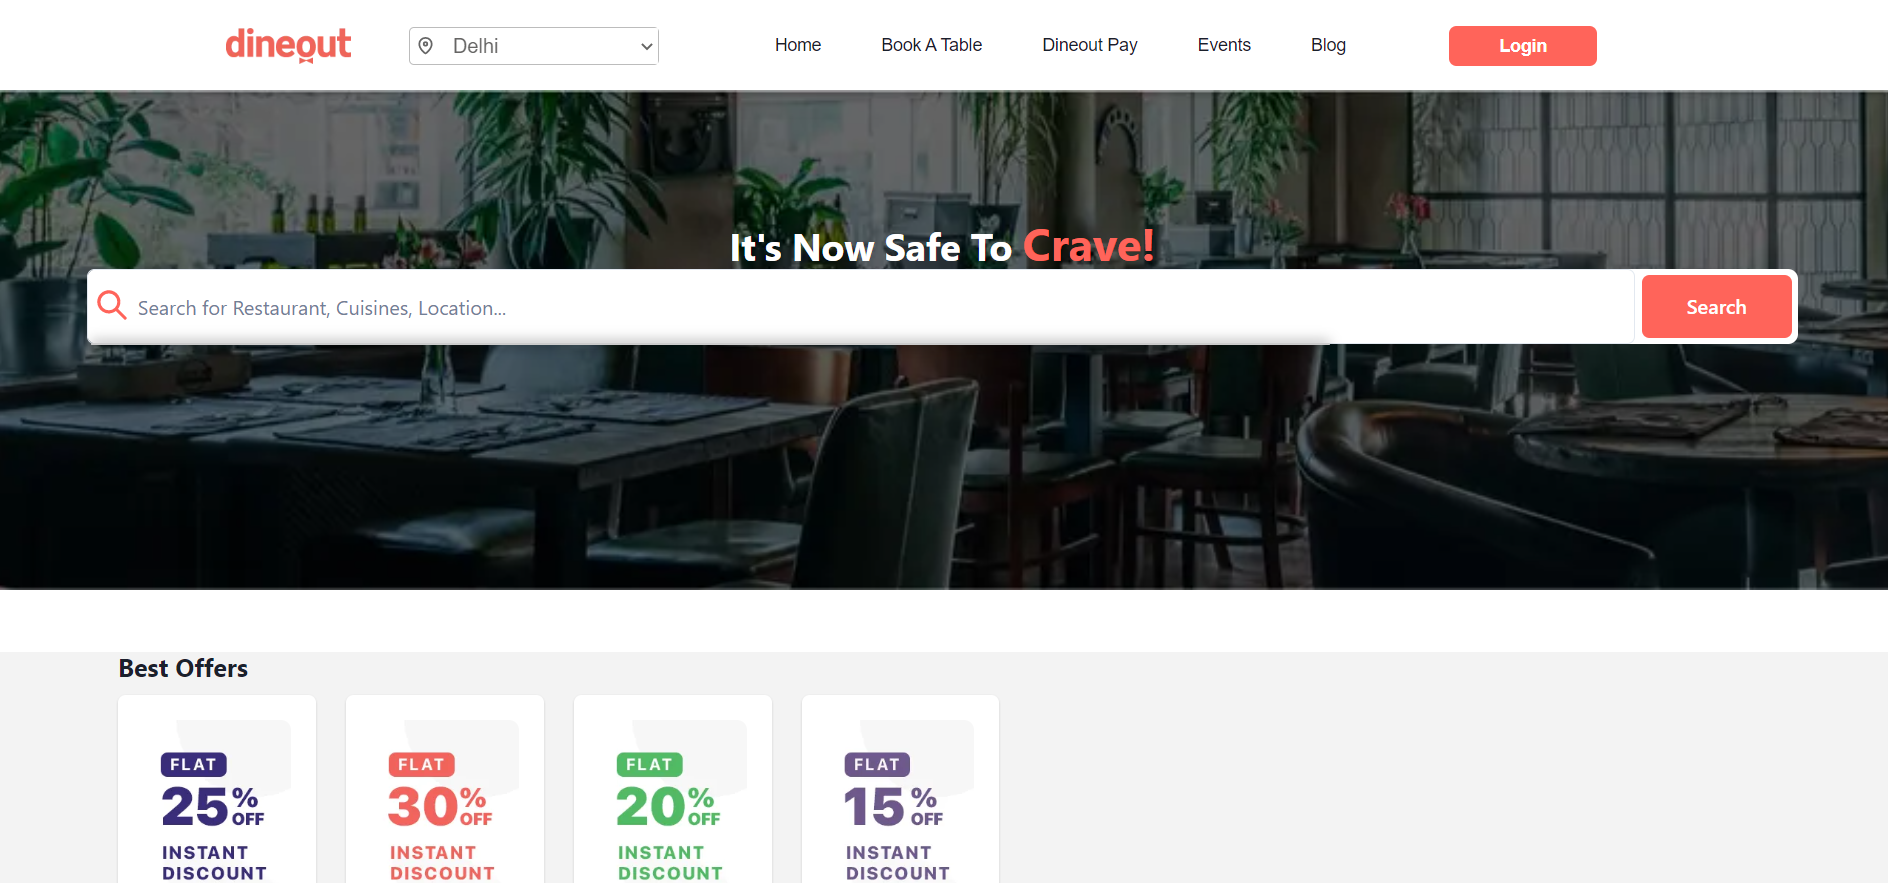 dineout
Delhi
Home
Book A Table
Dineout Pay
Events
Blog
Login
It's Now Safe To Crave!
Search for Restaurant, Cuisines, Location...
Search
Best Offers
FLAT
25% OFF
INSTANT
DISCOUNT
FLAT
30% OFF
INSTANT
DISCOUNT
FLAT
20% OFF
INSTANT
DISCOUNT
FLAT
15% OFF
INSTANT
DISCOUNT